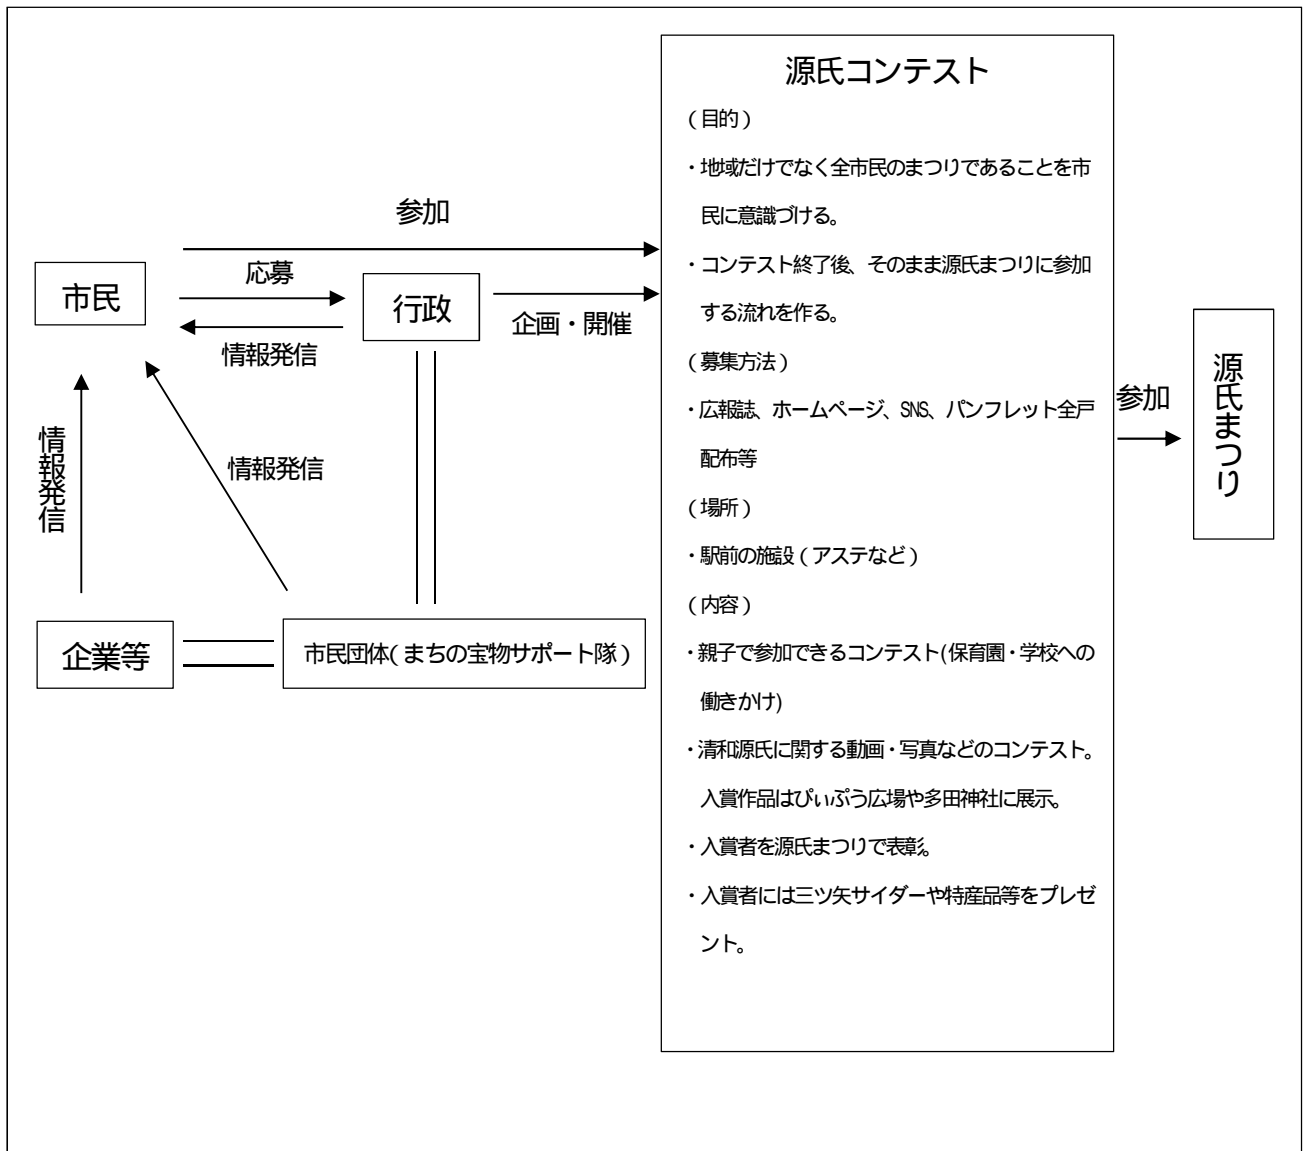 源氏コンテスト
(目的)
・地域だけでなく全市民のまつりであることを市
民に意識づける。
・コンテスト終了後、そのまま源氏まつりに参加
する流れを作る。
(募集方法)
・広報誌、ホームページ、SNS、パンフレット全戸
配布等
(場所)
・駅前の施設(アステなど)
(内容)
・親子で参加できるコンテスト(保育園・学校への
働きかけ)
・清和源氏に関する動画・写真などのコンテスト。
入賞作品はぴぃぷう広場や多田神社に展示。
・入賞者を源氏まつりで表彰。
・入賞者には三ツ矢サイダーや特産品等をプレゼ
ント。
参加
市民
応募
行政
企画・開催
情報発信
情報発信
情報発信
企業等
市民団体(まちの宝物サポート隊)
参加
源氏まつり